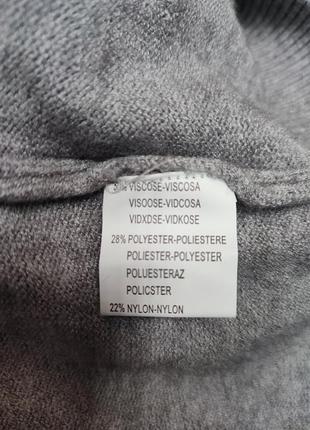 VISCOSE-VISCOSA
VISOOSE-VIDCOSA
VIDXDSE-VIDKOSE
28% POLYESTER-POLIESTERE
POLIESTER-POLYESTER
POLUESTERAZ
POLICSTER
22% NYLON-NYLON